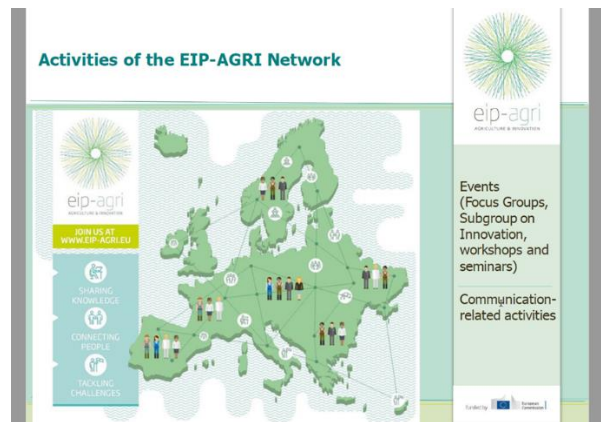 Activities of the EIP-AGRI Network
eip-agri
AGRICULTURE & INNOVATION
JOIN US AT
WWW.EIP-AGRI.EU
SHARING
KNOWLEDGE
CONNECTING
PEOPLE
TACKLING
CHALLENGES
eip-agri
AGRICULTURE & INNOVATION
Events
(Focus Groups,
Subgroup on
Innovation,
workshops and
seminars)
Communication-
related activities
funded by
European
Commission